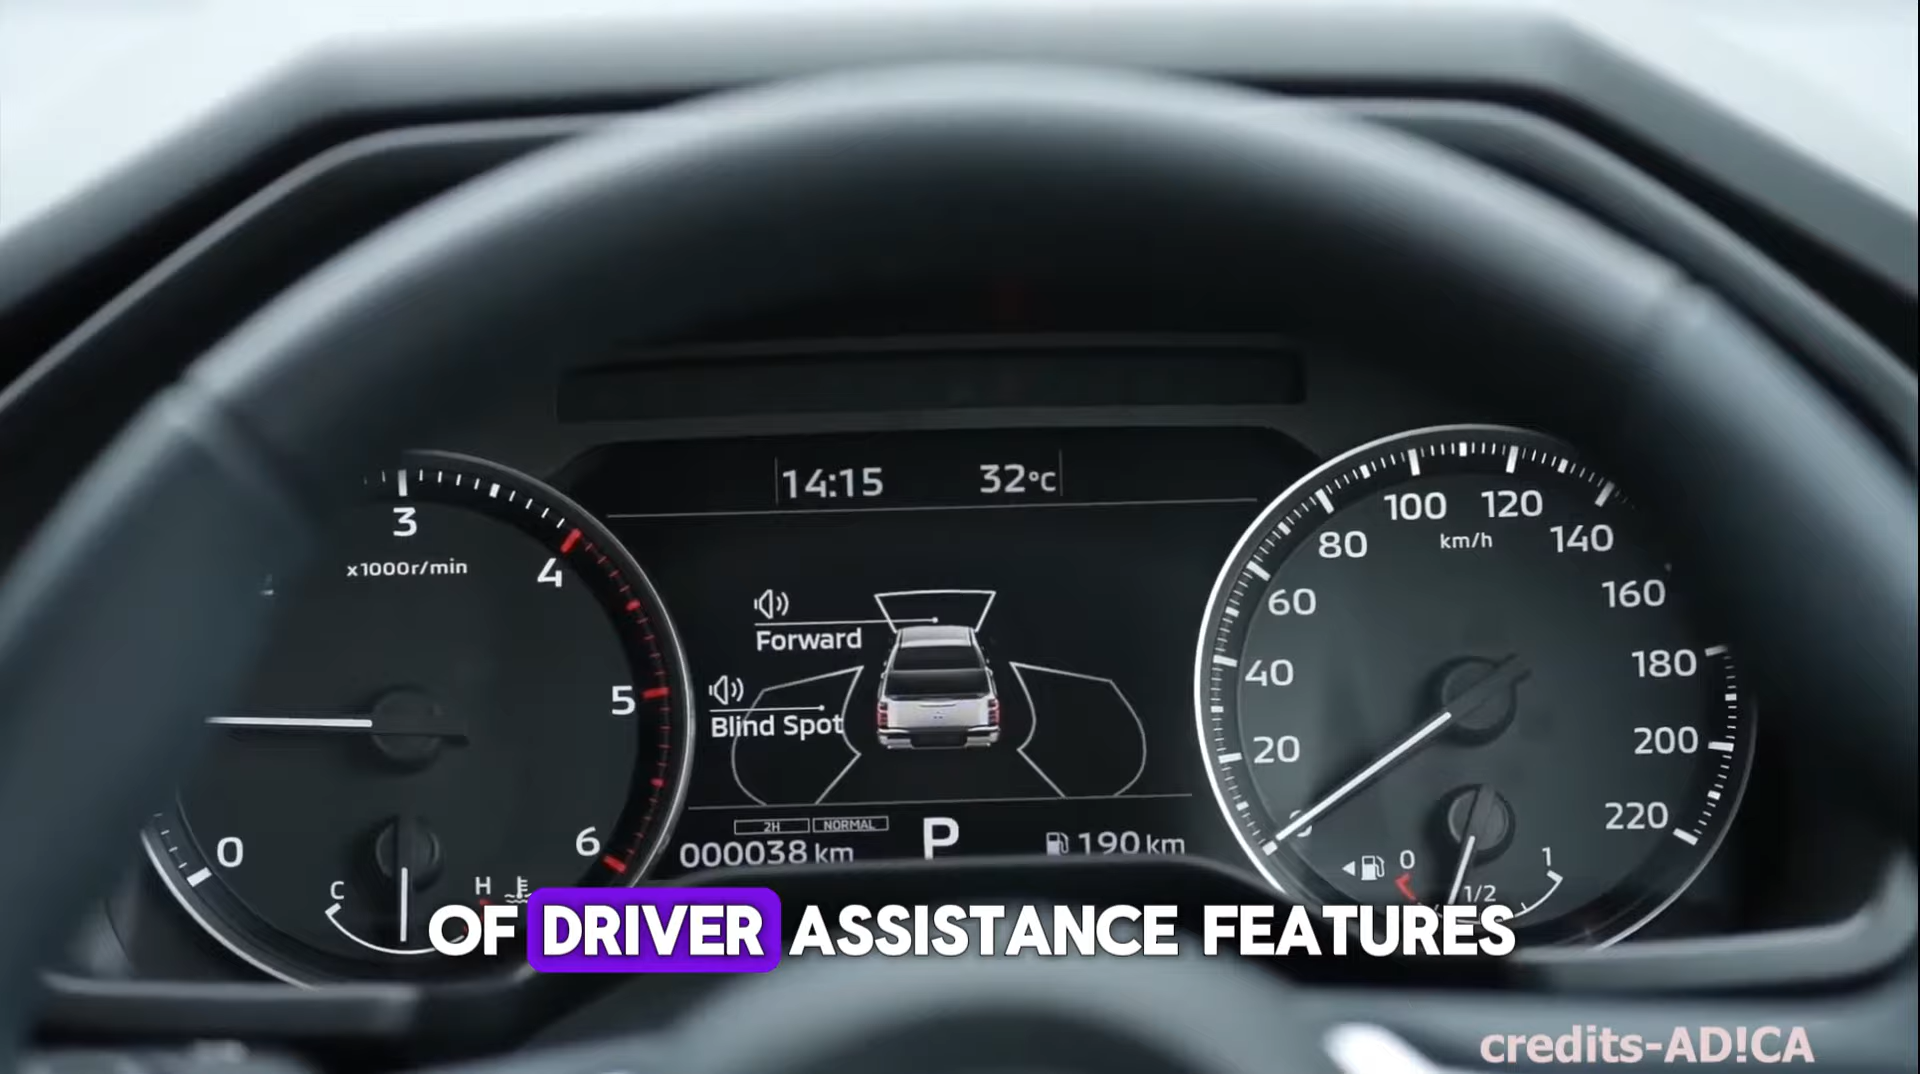 14:15 32°C
3
x1000r/min
4
5
6
0
C H
Forward
Blind Spot
2H NORMAL
000038 km P 190 km
0 20 40 60 80 100 120 140 160 180 200 220
km/h
0 1/2 1
OF DRIVER ASSISTANCE FEATURES
credits-AD!CA